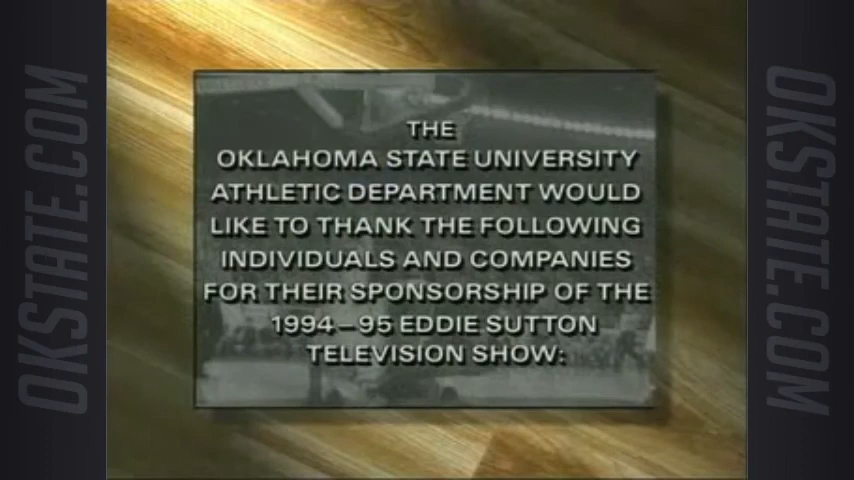 OKSTATE.COM
THE
OKLAHOMA STATE UNIVERSITY
ATHLETIC DEPARTMENT WOULD
LIKE TO THANK THE FOLLOWING
INDIVIDUALS AND COMPANIES
FOR THEIR SPONSORSHIP OF THE
1994–95 EDDIE SUTTON
TELEVISION SHOW:
OKSTATE.COM